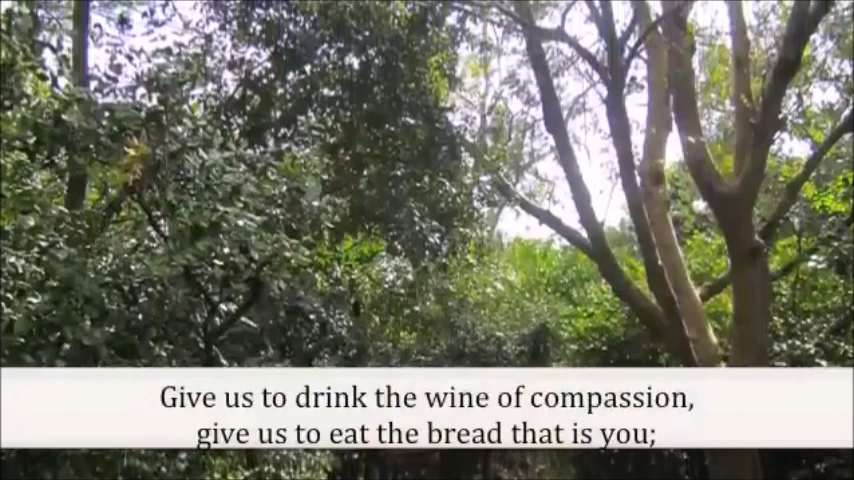 Give us to drink the wine of compassion,
give us to eat the bread that is you;